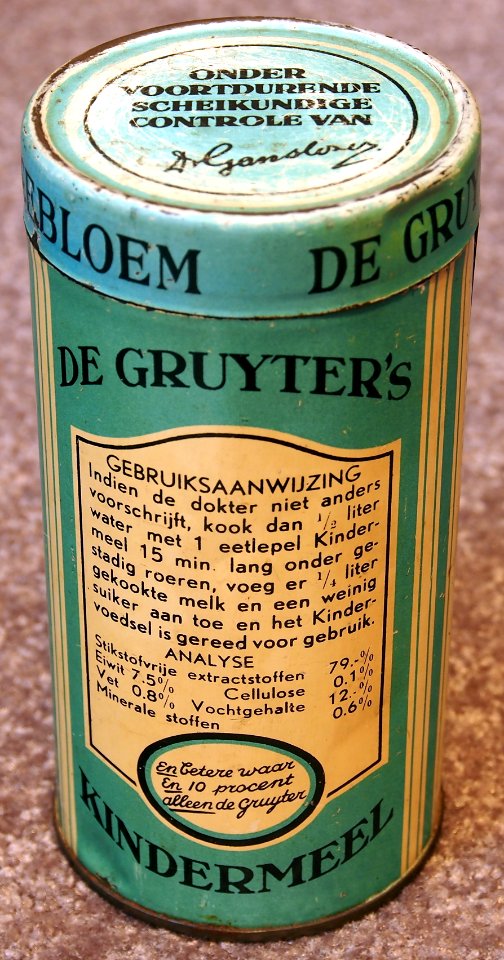 ONDER
VOORTDURENDE
SCHEIKUNDIGE
CONTROLE VAN
EBLOEM DE GRUY
DE GRUYTER'S
GEBRUIKSAANWIJZING
Indien de dokter niet anders
voorschrijft, kook dan 1/2 liter
water met 1 eetlepel Kinder-
meel 15 min. lang onder ge-
stadig roeren, voeg er 1/4 liter
gekookte melk en een weinig
suiker aan toe en het Kinder-
voedsel is gereed voor gebruik.
ANALYSE
Stikstofvrije extractstoffen 79.-%
Eiwit 7.5% Cellulose 0.1%
Vet 0.8% Vochtgehalte 12.-%
Minerale stoffen 0.6%
En betere waar
En 10 procent
alleen de Gruyter
KINDERMEEL